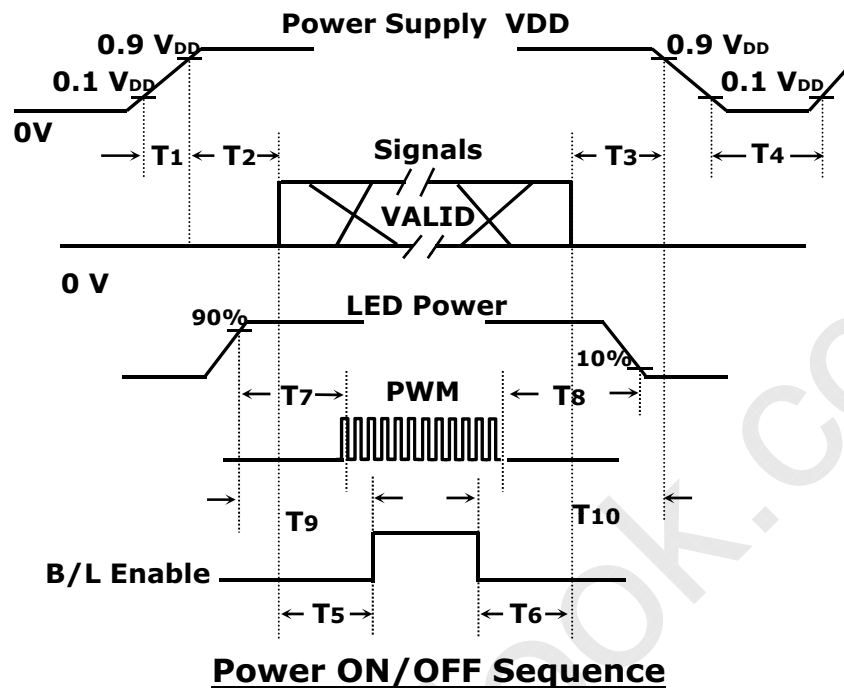 Power Supply VDD
0.9 VDD
0.9 VDD
0.1 VDD
0.1 VDD
0V
T1
T2
Signals
T3
T4
VALID
0 V
LED Power
90%
10%
T7
PWM
T8
T9
T10
B/L Enable
T5
T6
Power ON/OFF Sequence